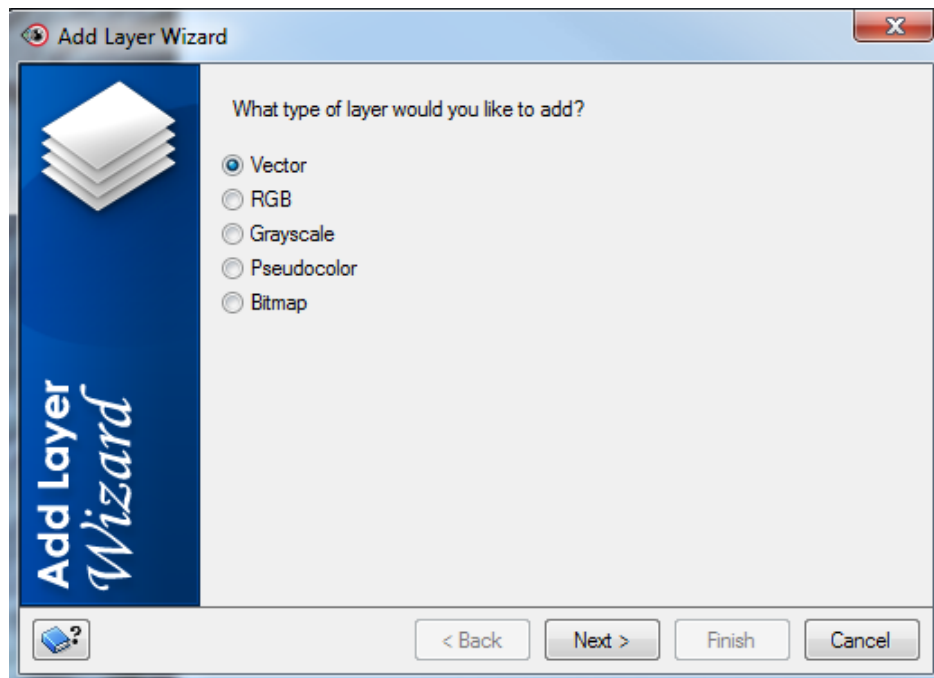 Add Layer Wizard
What type of layer would you like to add?
Vector
RGB
Grayscale
Pseudocolor
Bitmap
Add Layer
Wizard
?
< Back
Next >
Finish
Cancel